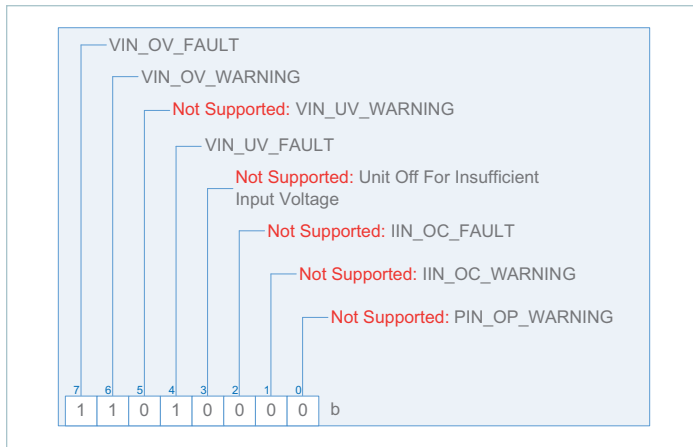 VIN_OV_FAULT
VIN_OV_WARNING
Not Supported: VIN_UV_WARNING
VIN_UV_FAULT
Not Supported: Unit Off For Insufficient
Input Voltage
Not Supported: IIN_OC_FAULT
Not Supported: IIN_OC_WARNING
Not Supported: PIN_OP_WARNING
7 6 5 4 3 2 1 0
1 1 0 1 0 0 0 0 b